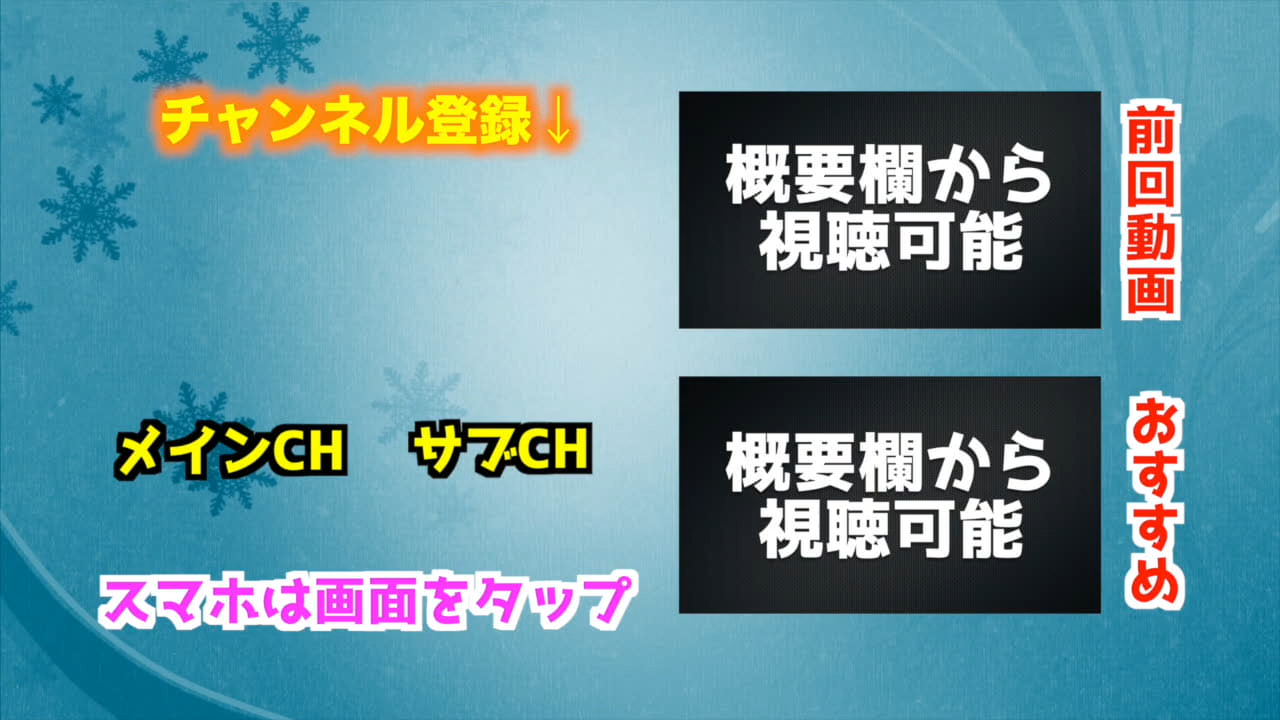 チャンネル登録↓
メインCH
サブCH
スマホは画面をタップ
概要欄から
視聴可能
前回動画
概要欄から
視聴可能
おすすめ